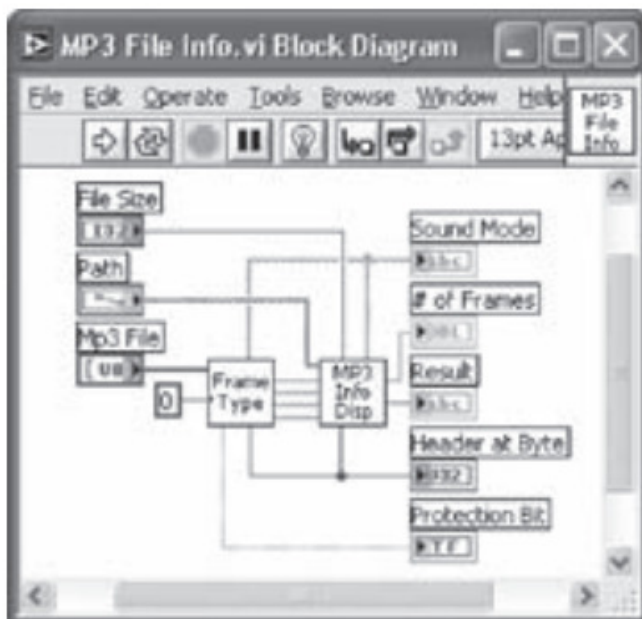 MP3 File Info.vi Block Diagram
File Edit Operate Tools Browse Window Help
MP3
File
Info
13pt Ap
File Size
I32
Path
Mp3 File
[U8]
0
Frame
Type
MP3
Info
Disp
Sound Mode
abc
# of Frames
DBL
Result
abc
Header at Byte
I32
Protection Bit
TF